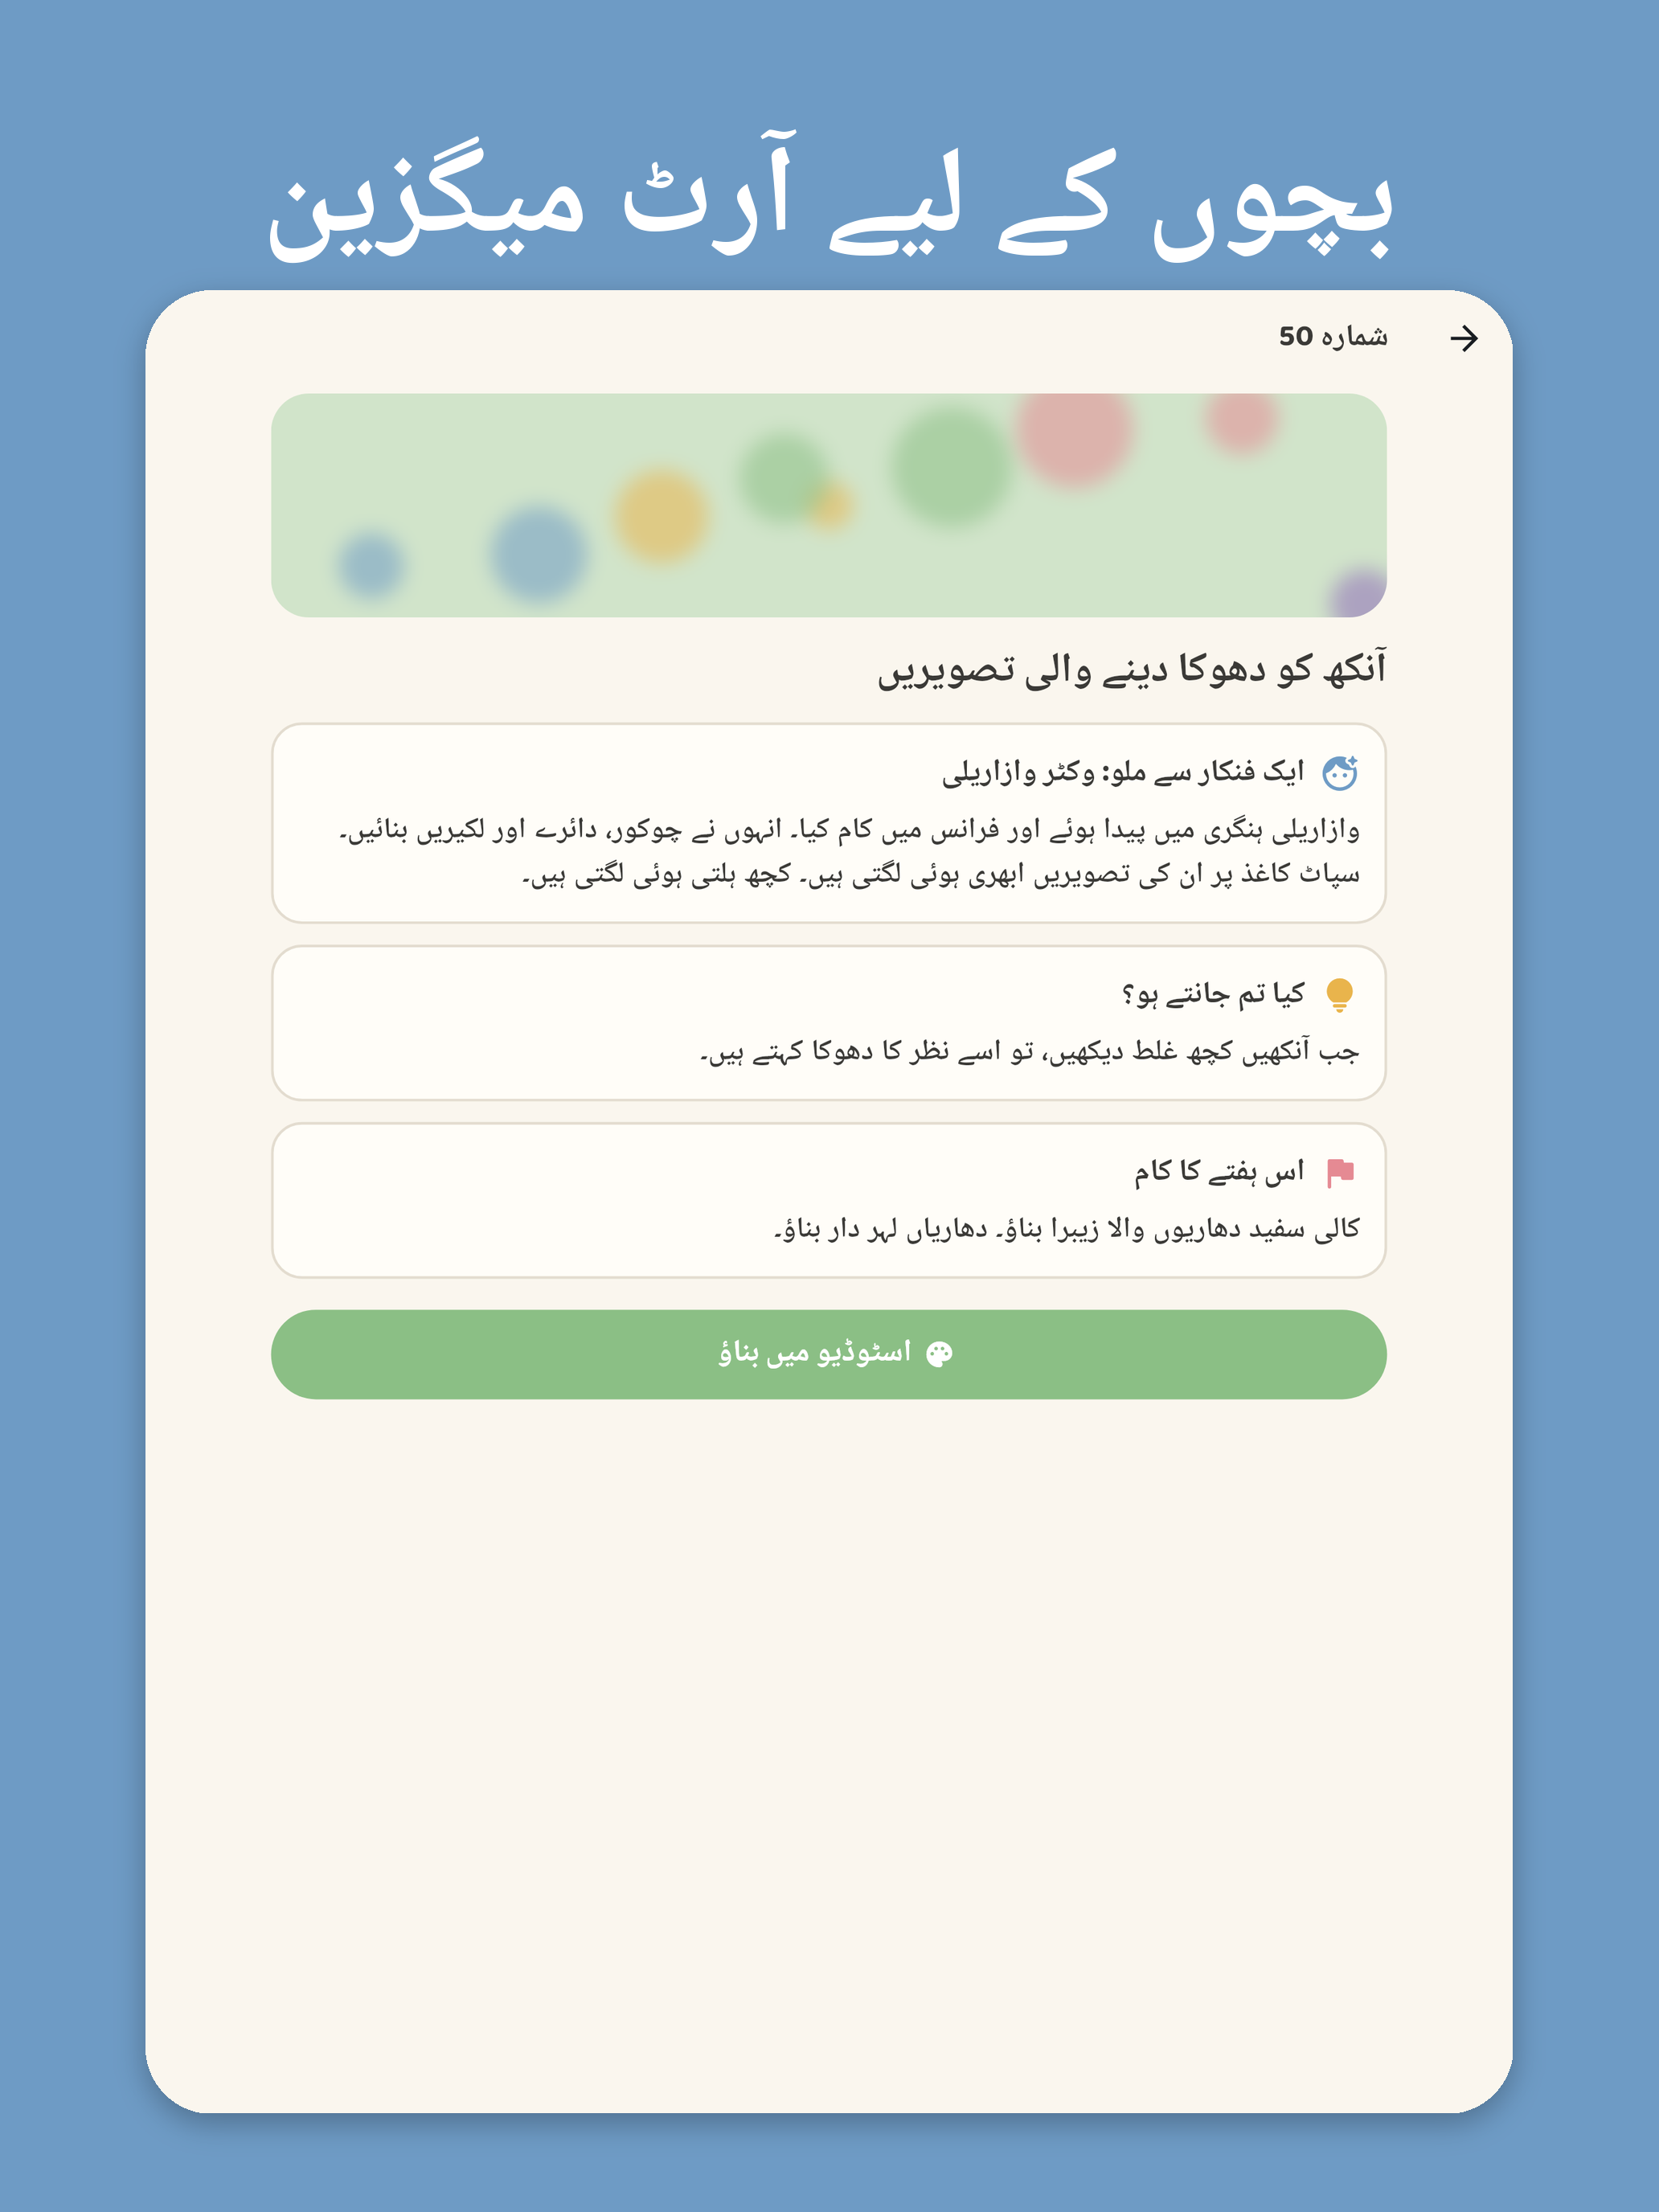 بچوں کے لیے آرٹ میگزین
شمارہ 50
آنکھ کو دھوکا دینے والی تصویریں
ایک فنکار سے ملو: وکٹر وازاریلی
وازاریلی ہنگری میں پیدا ہوئے اور فرانس میں کام کیا۔ انہوں نے چوکور، دائرے اور لکیریں بنائیں۔
سپاٹ کاغذ پر ان کی تصویریں ابھری ہوئی لگتی ہیں۔ کچھ ہلتی ہوئی لگتی ہیں۔
کیا تم جانتے ہو؟
جب آنکھیں کچھ غلط دیکھیں، تو اسے نظر کا دھوکا کہتے ہیں۔
اس ہفتے کا کام
کالی سفید دھاریوں والا زیبرا بناؤ۔ دھاریاں لہر دار بناؤ۔
اسٹوڈیو میں بناؤ